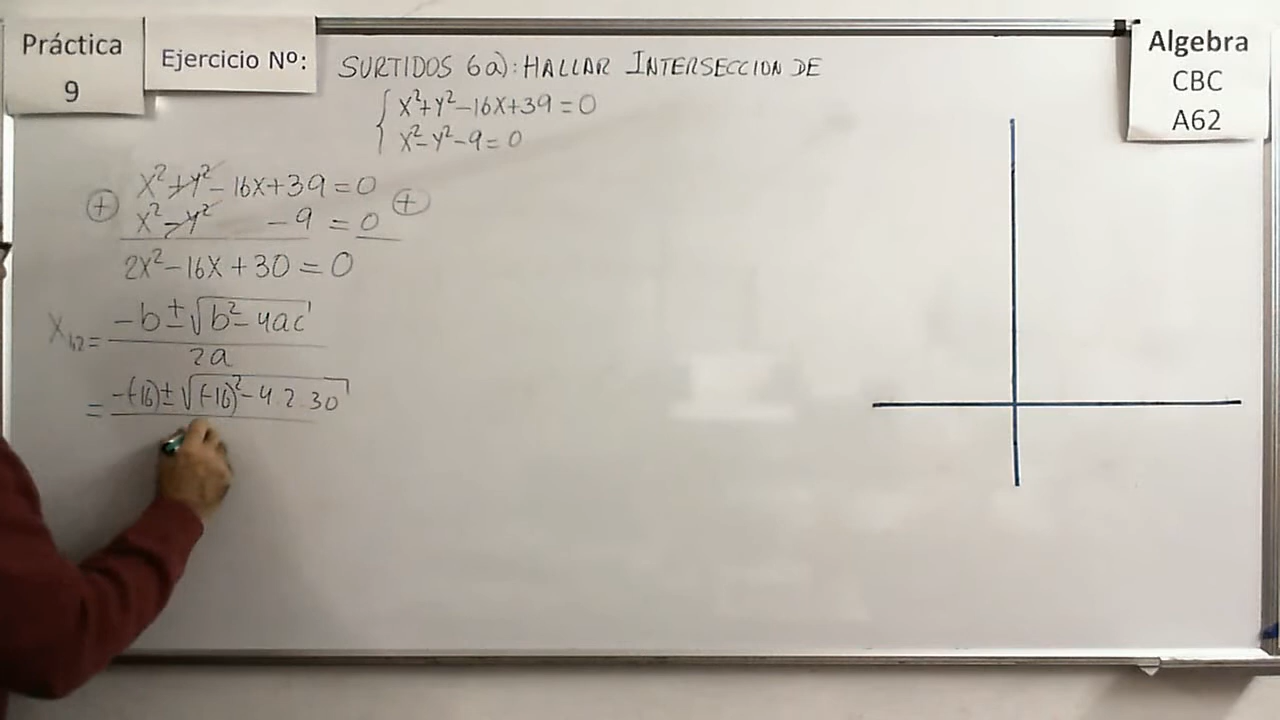 Práctica
9
Ejercicio Nº:
SURTIDOS 6a): HALLAR INTERSECCION DE
{ x²+y²-16x+39=0
x²-y²-9=0
Algebra
CBC
A62
x²+y²-16x+39=0
+ x²-y² -9=0 +
2x²-16x+30=0
x₁,₂= -b±√b²-4ac
2a
= -(-16)±√(-16)²-4.2.30